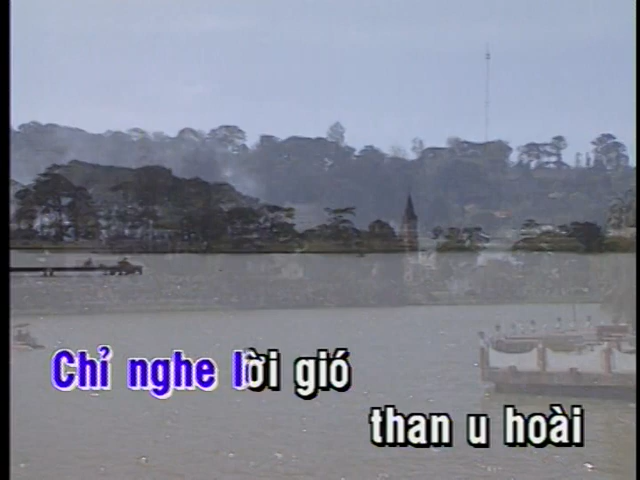 Chỉ nghe lời gió
than u hoài